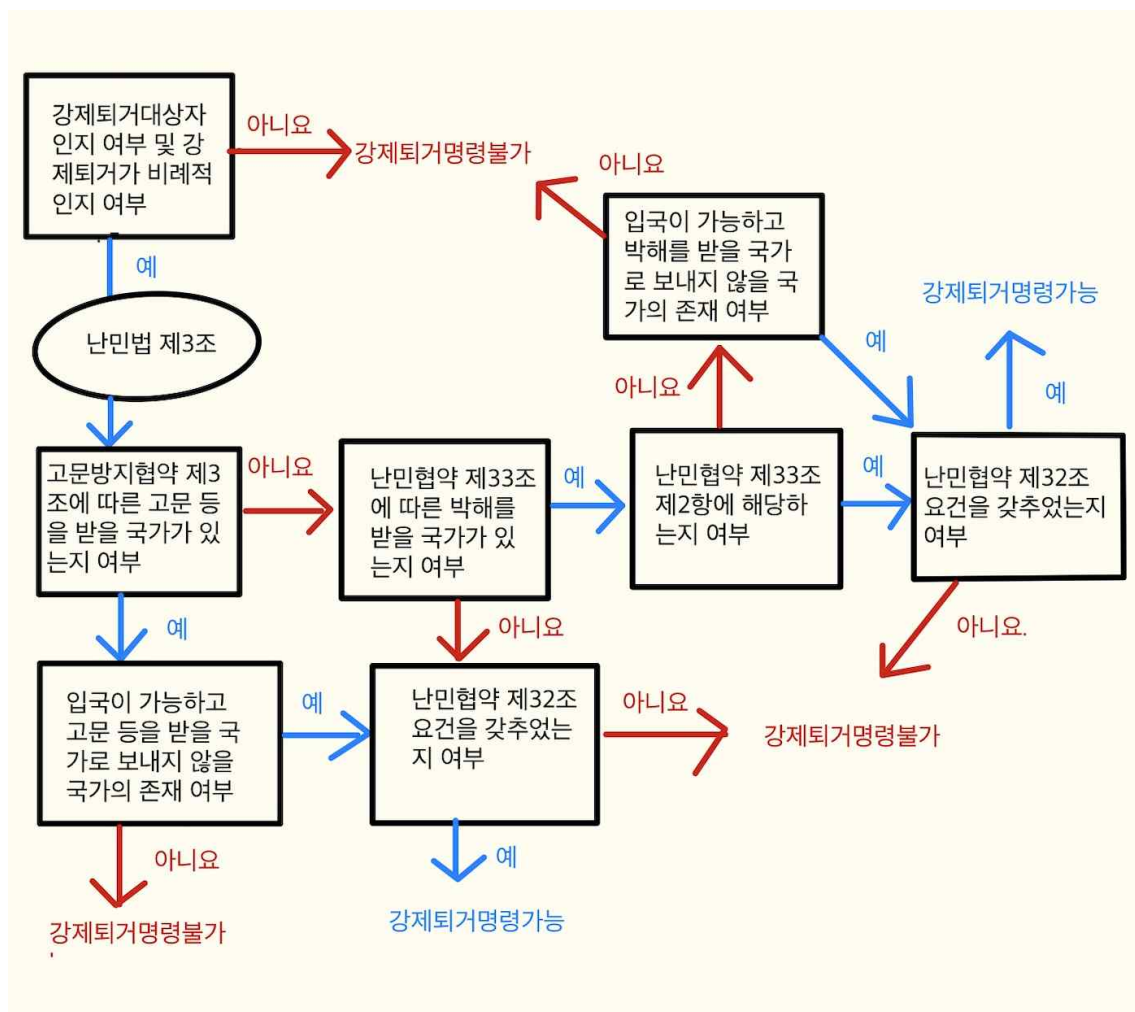 강제퇴거대상자
인지 여부 및 강
제퇴거가 비례적
인지 여부
아니요
강제퇴거명령불가
예
난민법 제3조
고문방지협약 제3
조에 따른 고문 등
을 받을 국가가 있
는지 여부
아니요
난민협약 제33조
에 따른 박해를
받을 국가가 있
는지 여부
예
난민협약 제33조
제2항에 해당하
는지 여부
아니요
입국이 가능하고
박해를 받을 국가
로 보내지 않을 국
가의 존재 여부
아니요
예
예
난민협약 제32조
요건을 갖추었는지
여부
예
강제퇴거명령가능
아니요.
강제퇴거명령불가
예
입국이 가능하고
고문 등을 받을 국
가로 보내지 않을
국가의 존재 여부
예
아니요
강제퇴거명령불가
아니요
난민협약 제32조
요건을 갖추었는
지 여부
아니요
예
강제퇴거명령가능